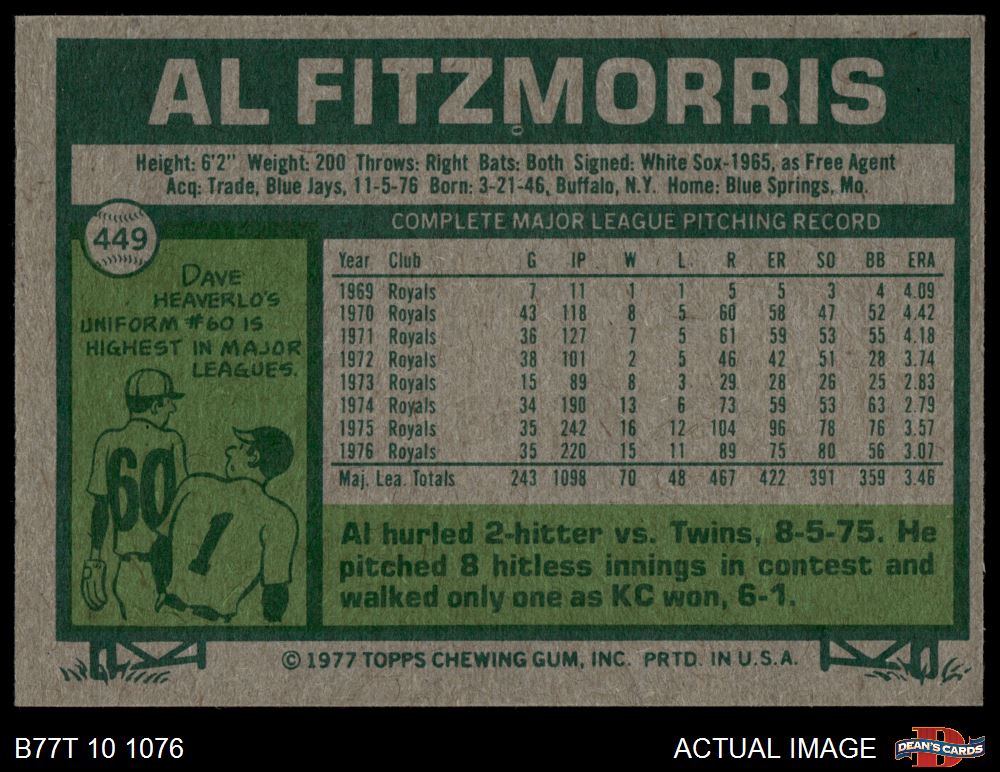 AL FITZMORRIS
Height: 6'2" Weight: 200 Throws: Right Bats: Both Signed: White Sox-1965, as Free Agent
Acq: Trade, Blue Jays, 11-5-76 Born: 3-21-46, Buffalo, N.Y. Home: Blue Springs, Mo.
449
DAVE
HEAVERLO'S
UNIFORM #60 IS
HIGHEST IN MAJOR
LEAGUES.
60
1
COMPLETE MAJOR LEAGUE PITCHING RECORD
Year Club G IP W L R ER SO BB ERA
1969 Royals 7 11 1 1 5 5 3 4 4.09
1970 Royals 43 118 8 5 60 58 47 52 4.42
1971 Royals 36 127 7 5 61 59 53 55 4.18
1972 Royals 38 101 2 5 46 42 51 28 3.74
1973 Royals 15 89 8 3 29 28 26 25 2.83
1974 Royals 34 190 13 6 73 59 53 63 2.79
1975 Royals 35 242 16 12 104 96 78 76 3.57
1976 Royals 35 220 15 11 89 75 80 56 3.07
Maj. Lea. Totals 243 1098 70 48 467 422 391 359 3.46
Al hurled 2-hitter vs. Twins, 8-5-75. He
pitched 8 hitless innings in contest and
walked only one as KC won, 6-1.
© 1977 TOPPS CHEWING GUM, INC. PRTD. IN U.S.A.
B77T 10 1076
ACTUAL IMAGE
D
DEAN'S CARDS